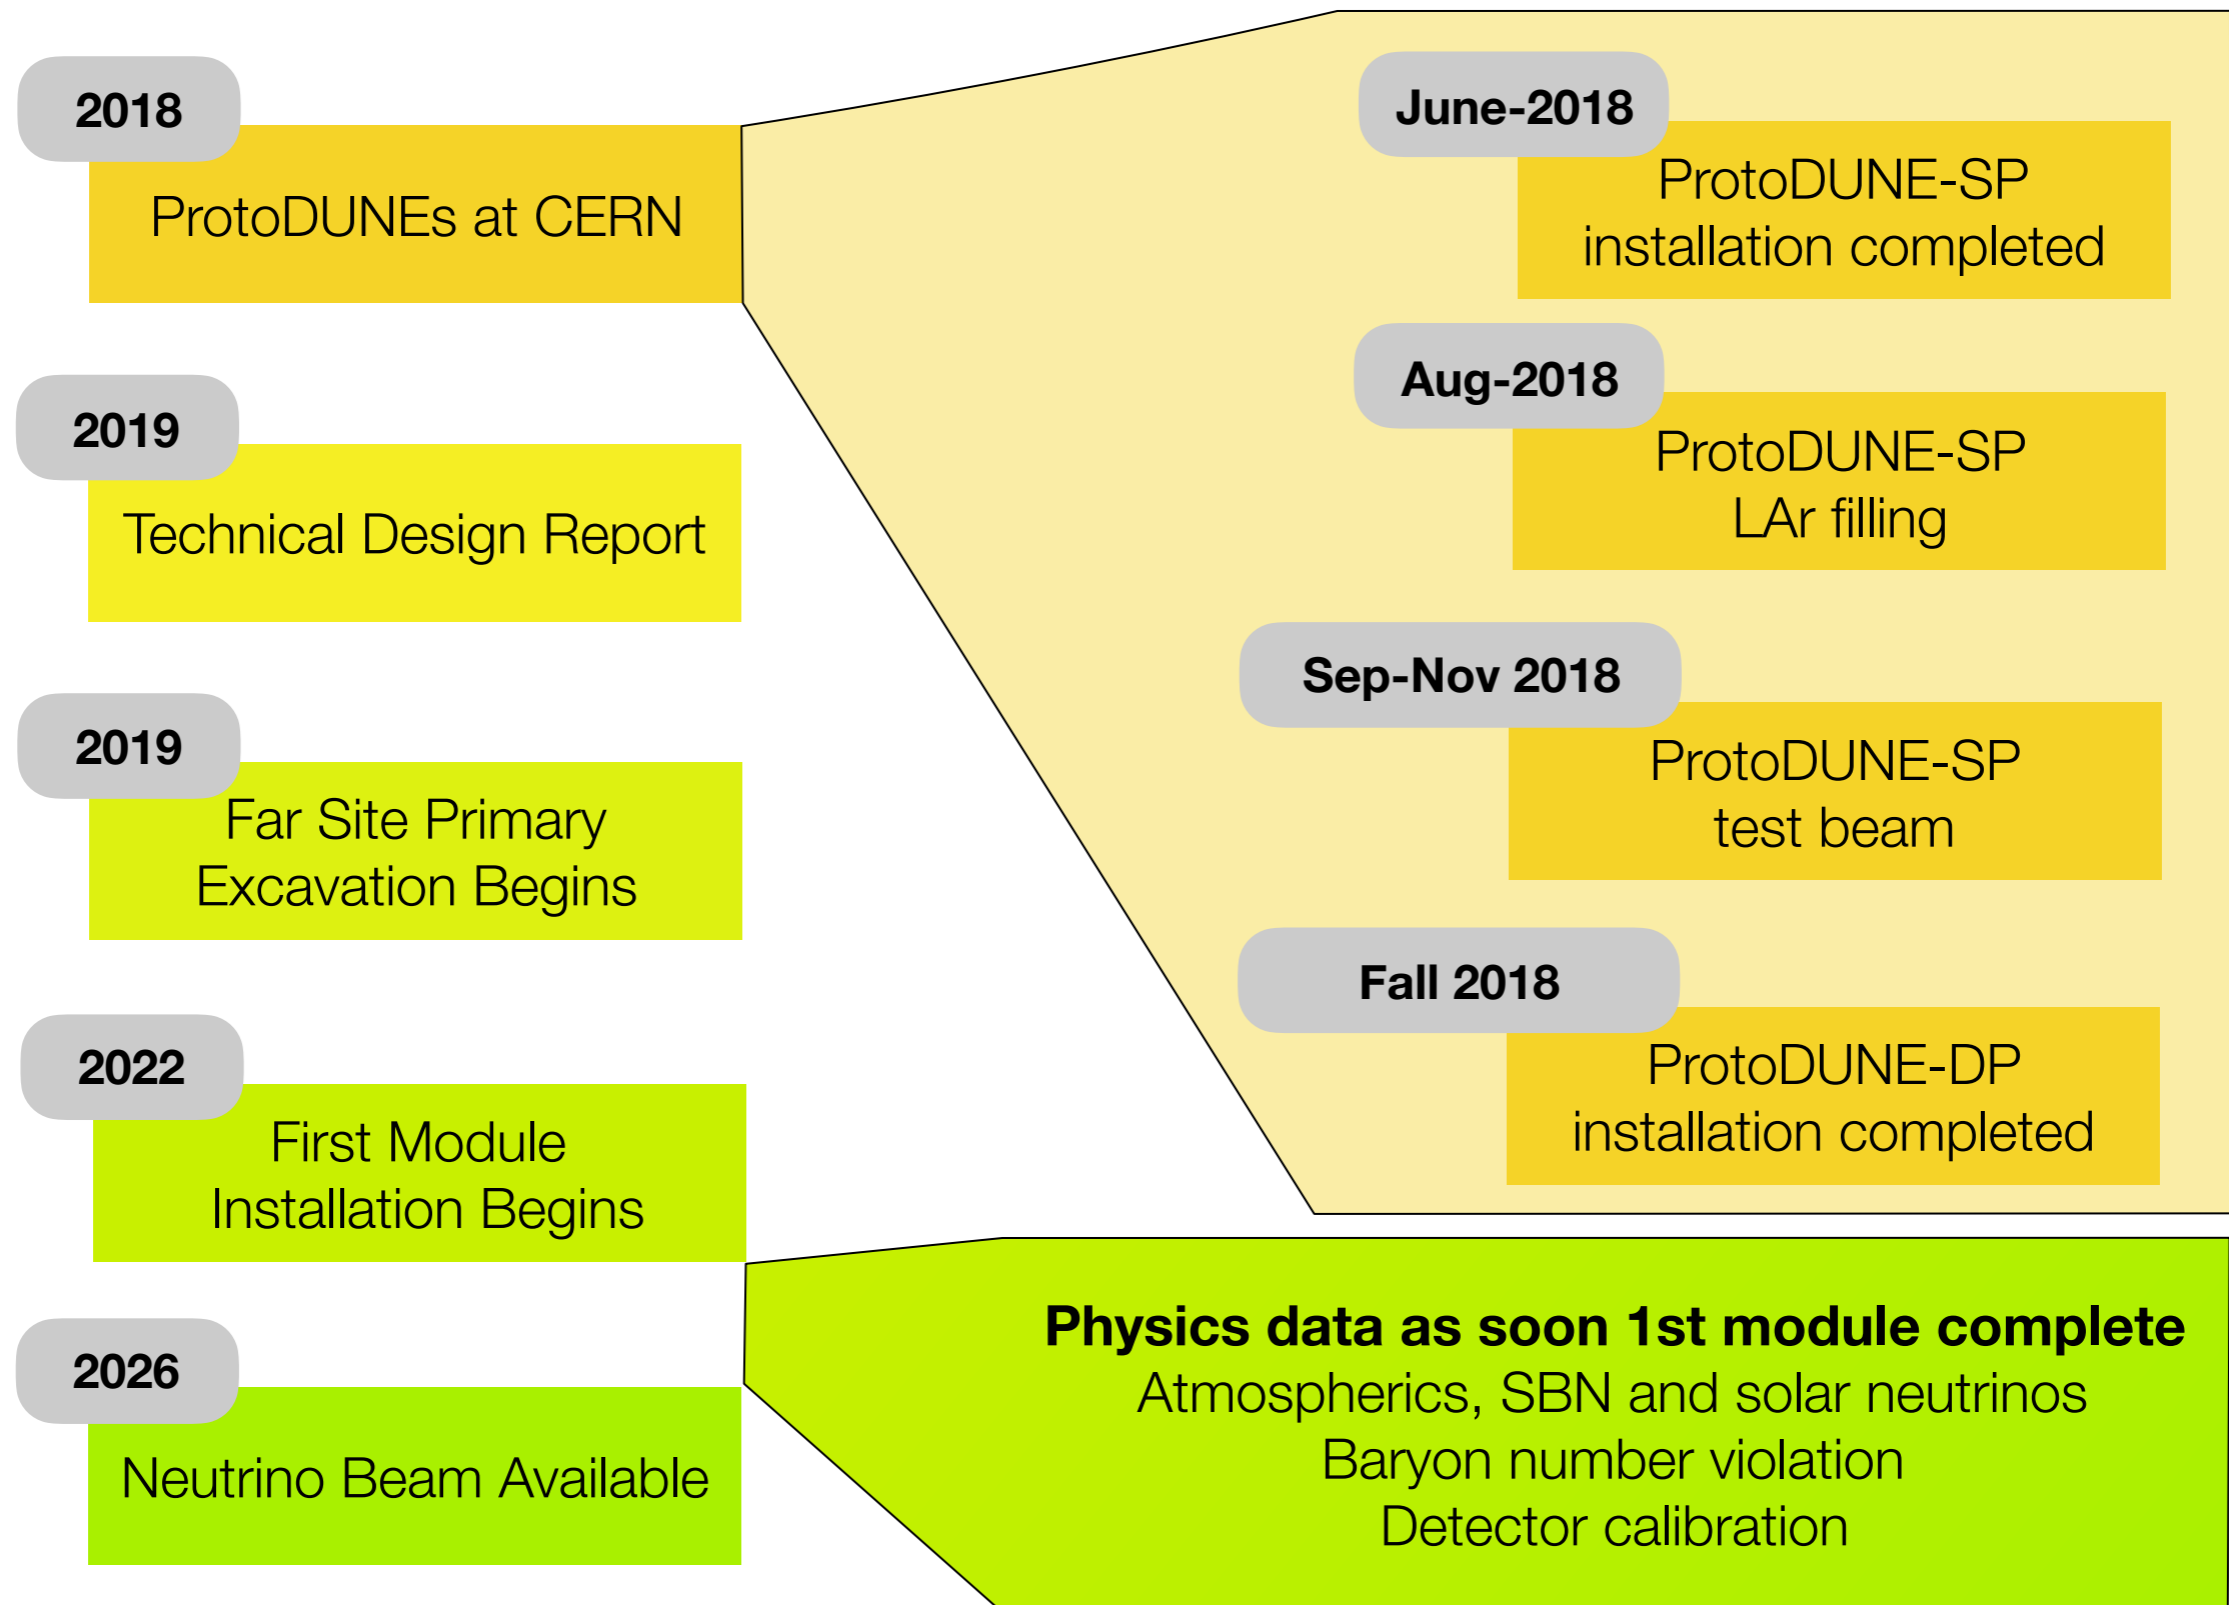 2018
ProtoDUNEs at CERN
2019
Technical Design Report
2019
Far Site Primary
Excavation Begins
2022
First Module
Installation Begins
2026
Neutrino Beam Available
June-2018
ProtoDUNE-SP
installation completed
Aug-2018
ProtoDUNE-SP
LAr filling
Sep-Nov 2018
ProtoDUNE-SP
test beam
Fall 2018
ProtoDUNE-DP
installation completed
Physics data as soon 1st module complete
Atmospherics, SBN and solar neutrinos
Baryon number violation
Detector calibration